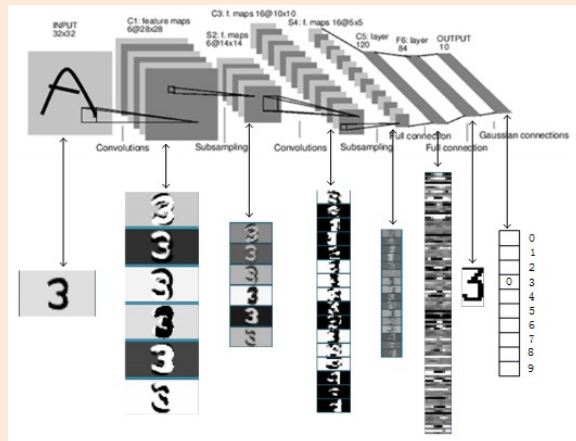 INPUT
32x32
C1: feature maps
6@28x28
S2: f. maps
6@14x14
C3: f. maps 16@10x10
S4: f. maps 16@5x5
C5: layer
120
F6: layer
84
OUTPUT
10
Convolutions
Subsampling
Convolutions
Subsampling
Full connection
Full connection
Gaussian connections
0
1
2
3
0
4
5
6
7
8
9